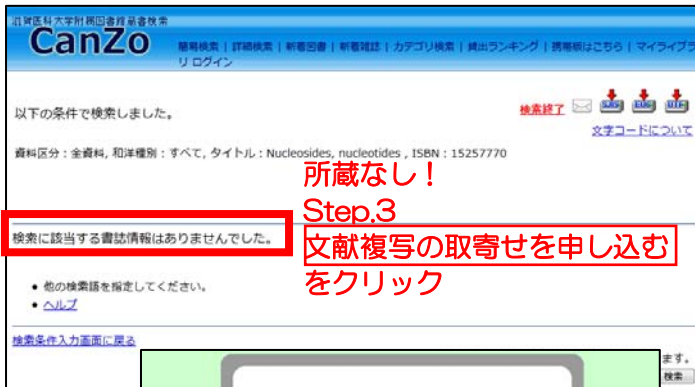 滋賀医科大学附属図書館蔵書検索
CanZo
簡易検索 | 詳細検索 | 新着図書 | 新着雑誌 | カテゴリ検索 | 貸出ランキング | 携帯版はこちら | マイライブラ
リ ログイン
以下の条件で検索しました。
検索終了
SJIS EUC UTF
文字コードについて
資料区分 : 全資料, 和洋種別 : すべて, タイトル : Nucleosides, nucleotides , ISBN : 15257770
所蔵なし！
Step.3
検索に該当する書誌情報はありませんでした。
文献複写の取寄せを申し込む
をクリック
• 他の検索語を指定してください。
• ヘルプ
検索条件入力画面に戻る
ます。
検索